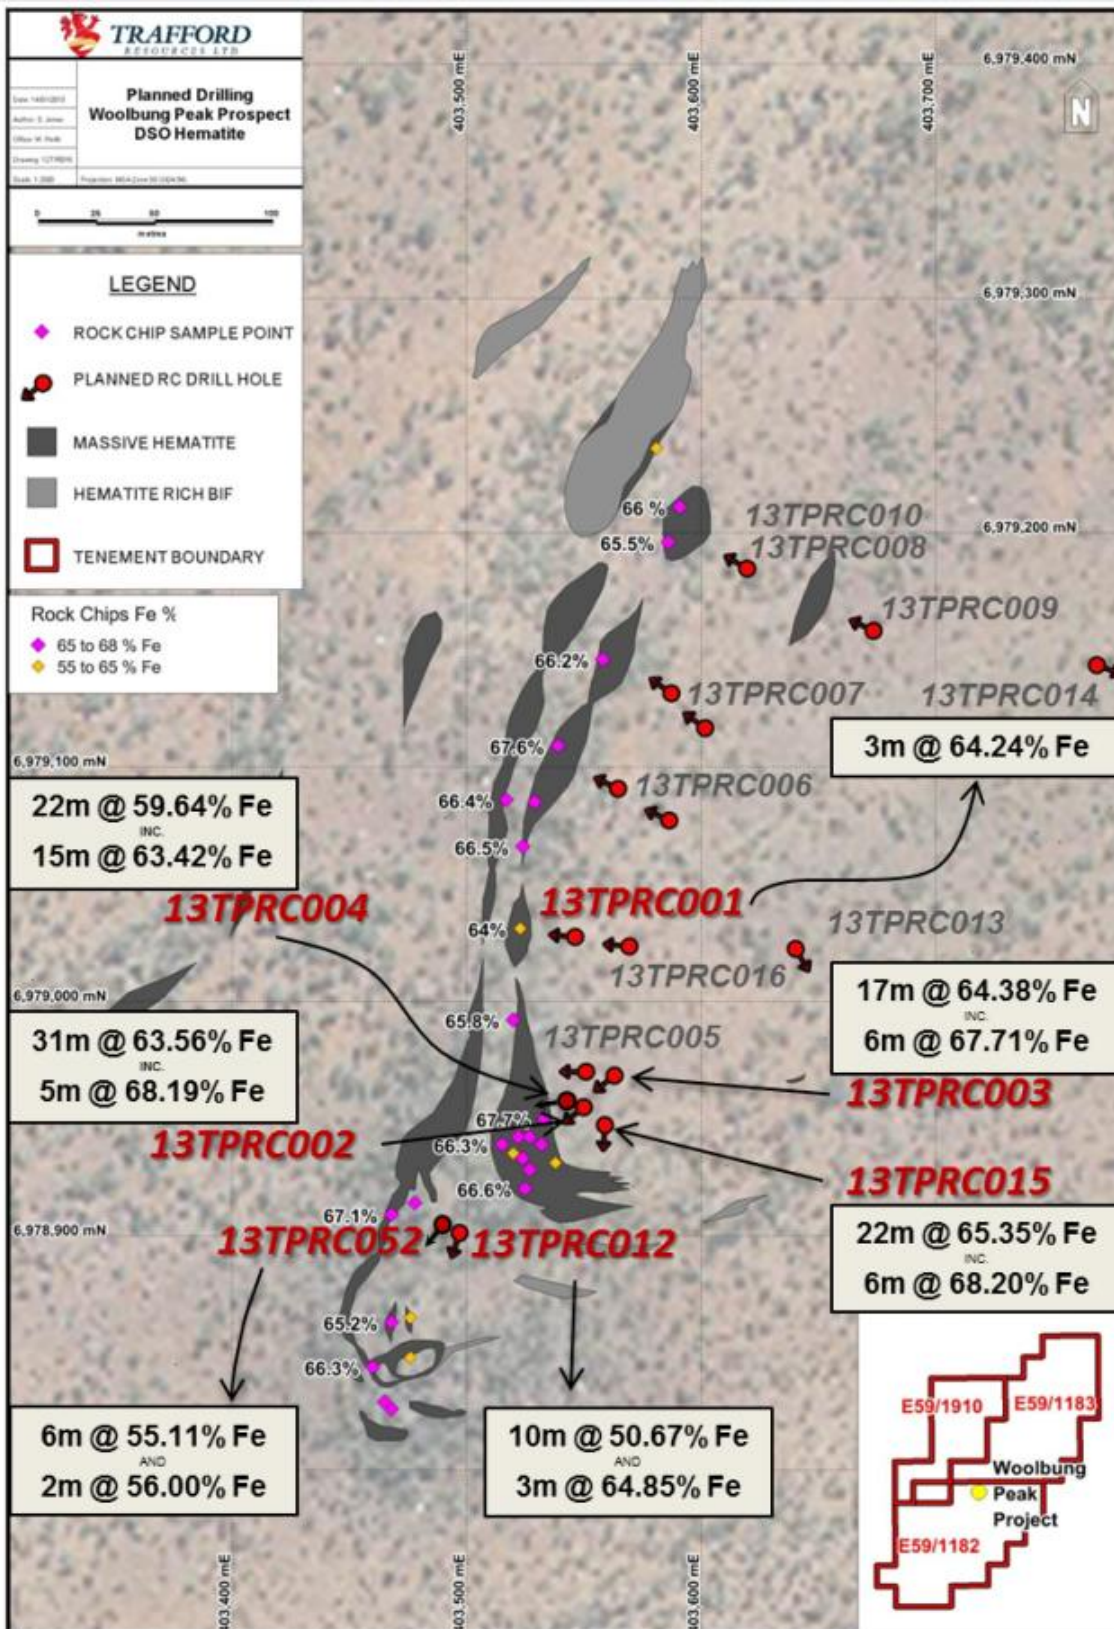 TRAFFORD
RESOURCES LTD
Planned Drilling
Woolbung Peak Prospect
DSO Hematite
0 25 50 100
metres
LEGEND
ROCK CHIP SAMPLE POINT
PLANNED RC DRILL HOLE
MASSIVE HEMATITE
HEMATITE RICH BIF
TENEMENT BOUNDARY
Rock Chips Fe %
65 to 68 % Fe
55 to 65 % Fe
403,500 mE
403,600 mE
403,700 mE
6,979,400 mN
N
6,979,300 mN
66 %
13TPRC010
6,979,200 mN
65.5%
13TPRC008
13TPRC009
66.2%
13TPRC007
13TPRC014
67.6%
3m @ 64.24% Fe
6,979,100 mN
22m @ 59.64% Fe
INC.
15m @ 63.42% Fe
66.4%
13TPRC006
66.5%
13TPRC004
13TPRC001
64%
13TPRC013
13TPRC016
6,979,000 mN
17m @ 64.38% Fe
INC.
6m @ 67.71% Fe
65.8%
13TPRC005
31m @ 63.56% Fe
INC.
5m @ 68.19% Fe
13TPRC003
67.7%
13TPRC002
66.3%
66.6%
13TPRC015
67.1%
6,978,900 mN
13TPRC052
13TPRC012
22m @ 65.35% Fe
INC.
6m @ 68.20% Fe
65.2%
66.3%
6m @ 55.11% Fe
AND
2m @ 56.00% Fe
10m @ 50.67% Fe
AND
3m @ 64.85% Fe
E59/1910
E59/1183
Woolbung
Peak
Project
E59/1182
403,400 mE
403,500 mE
403,600 mE